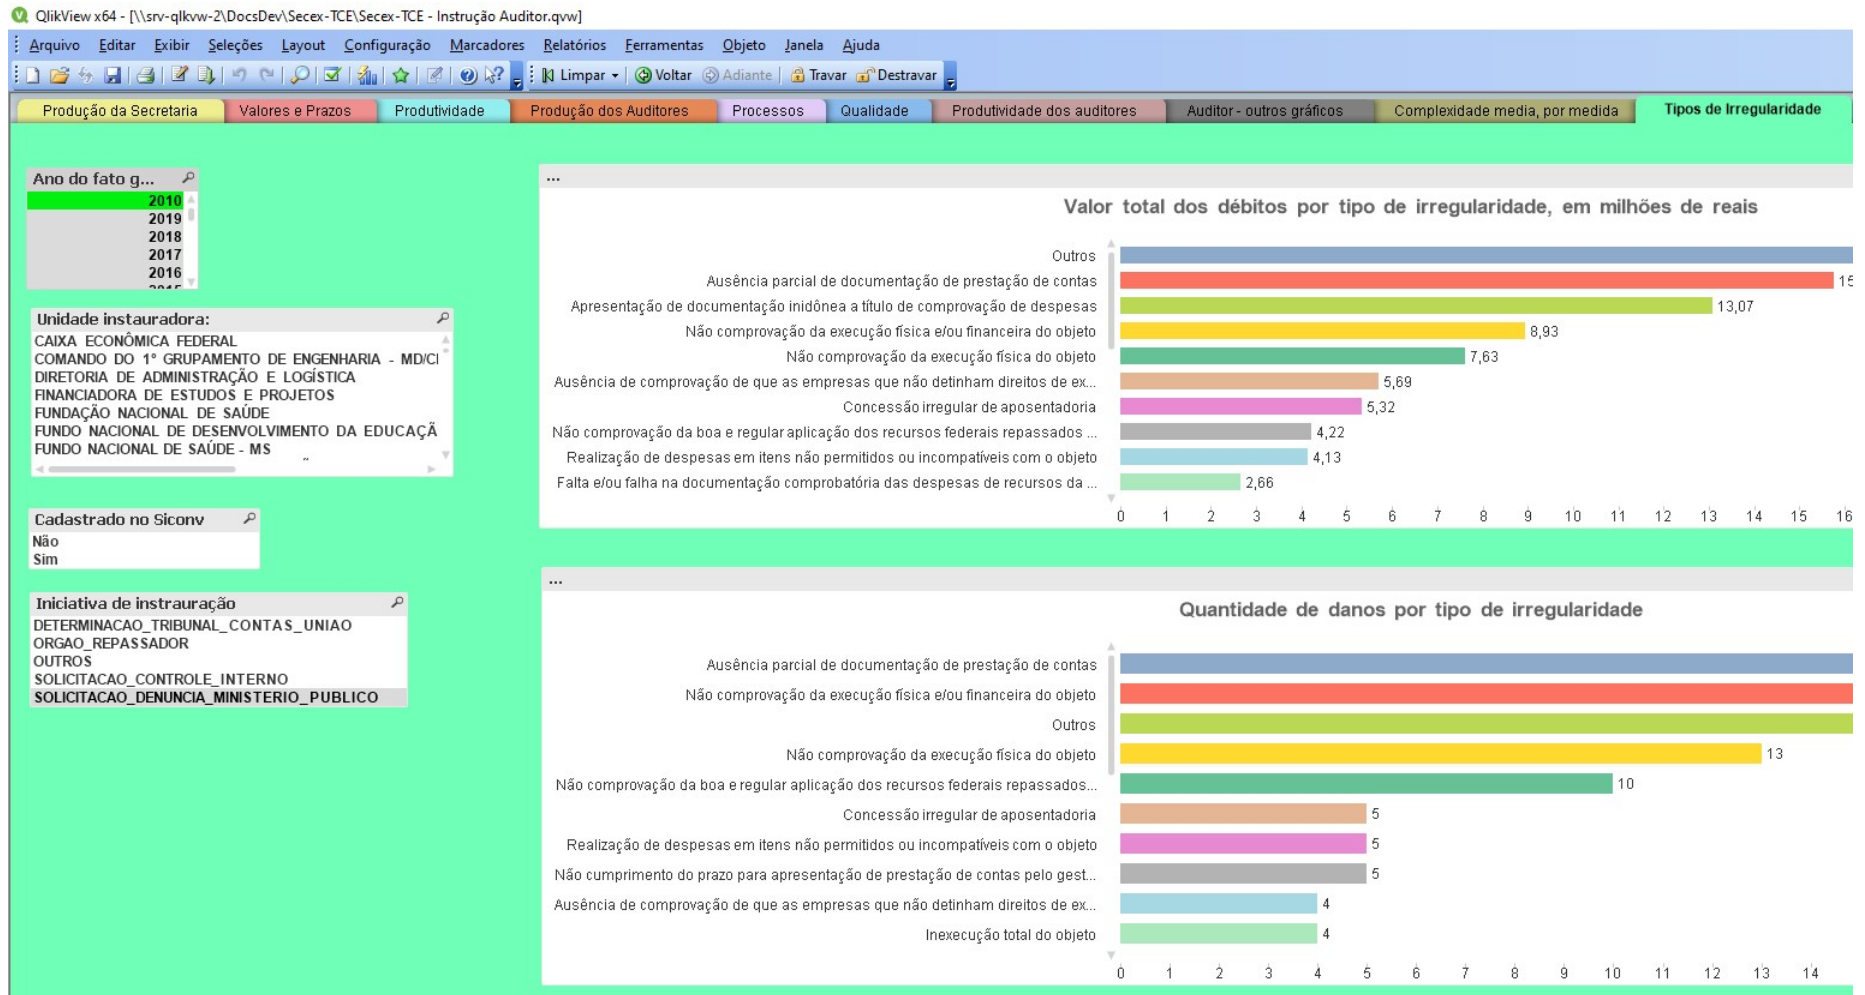 QlikView x64 - [\\srv-qlkvw-2\DocsDev\Secex-TCE\Secex-TCE - Instrução Auditor.qvw]
Arquivo Editar Exibir Seleções Layout Configuração Marcadores Relatórios Ferramentas Objeto Janela Ajuda
Limpar Voltar Adiante Travar Destravar
Produção da Secretaria Valores e Prazos Produtividade Produção dos Auditores Processos Qualidade Produtividade dos auditores Auditor - outros gráficos Complexidade media, por medida Tipos de Irregularidade
Ano do fato g...
2010
2019
2018
2017
2016
2015
Unidade instauradora:
CAIXA ECONÔMICA FEDERAL
COMANDO DO 1º GRUPAMENTO DE ENGENHARIA - MD/CI
DIRETORIA DE ADMINISTRAÇÃO E LOGÍSTICA
FINANCIADORA DE ESTUDOS E PROJETOS
FUNDAÇÃO NACIONAL DE SAÚDE
FUNDO NACIONAL DE DESENVOLVIMENTO DA EDUCAÇÃ
FUNDO NACIONAL DE SAÚDE - MS
Cadastrado no Siconv
Não
Sim
Iniciativa de instrauração
DETERMINACAO_TRIBUNAL_CONTAS_UNIAO
ORGAO_REPASSADOR
OUTROS
SOLICITACAO_CONTROLE_INTERNO
SOLICITACAO_DENUNCIA_MINISTERIO_PUBLICO
...
Valor total dos débitos por tipo de irregularidade, em milhões de reais
Outros
Ausência parcial de documentação de prestação de contas 15
Apresentação de documentação inidônea a título de comprovação de despesas 13,07
Não comprovação da execução física e/ou financeira do objeto 8,93
Não comprovação da execução física do objeto 7,63
Ausência de comprovação de que as empresas que não detinham direitos de ex... 5,69
Concessão irregular de aposentadoria 5,32
Não comprovação da boa e regular aplicação dos recursos federais repassados ... 4,22
Realização de despesas em itens não permitidos ou incompatíveis com o objeto 4,13
Falta e/ou falha na documentação comprobatória das despesas de recursos da ... 2,66
0 1 2 3 4 5 6 7 8 9 10 11 12 13 14 15 16
...
Quantidade de danos por tipo de irregularidade
Ausência parcial de documentação de prestação de contas
Não comprovação da execução física e/ou financeira do objeto
Outros
Não comprovação da execução física do objeto 13
Não comprovação da boa e regular aplicação dos recursos federais repassados... 10
Concessão irregular de aposentadoria 5
Realização de despesas em itens não permitidos ou incompatíveis com o objeto 5
Não cumprimento do prazo para apresentação de prestação de contas pelo gest... 5
Ausência de comprovação de que as empresas que não detinham direitos de ex... 4
Inexecução total do objeto 4
0 1 2 3 4 5 6 7 8 9 10 11 12 13 14